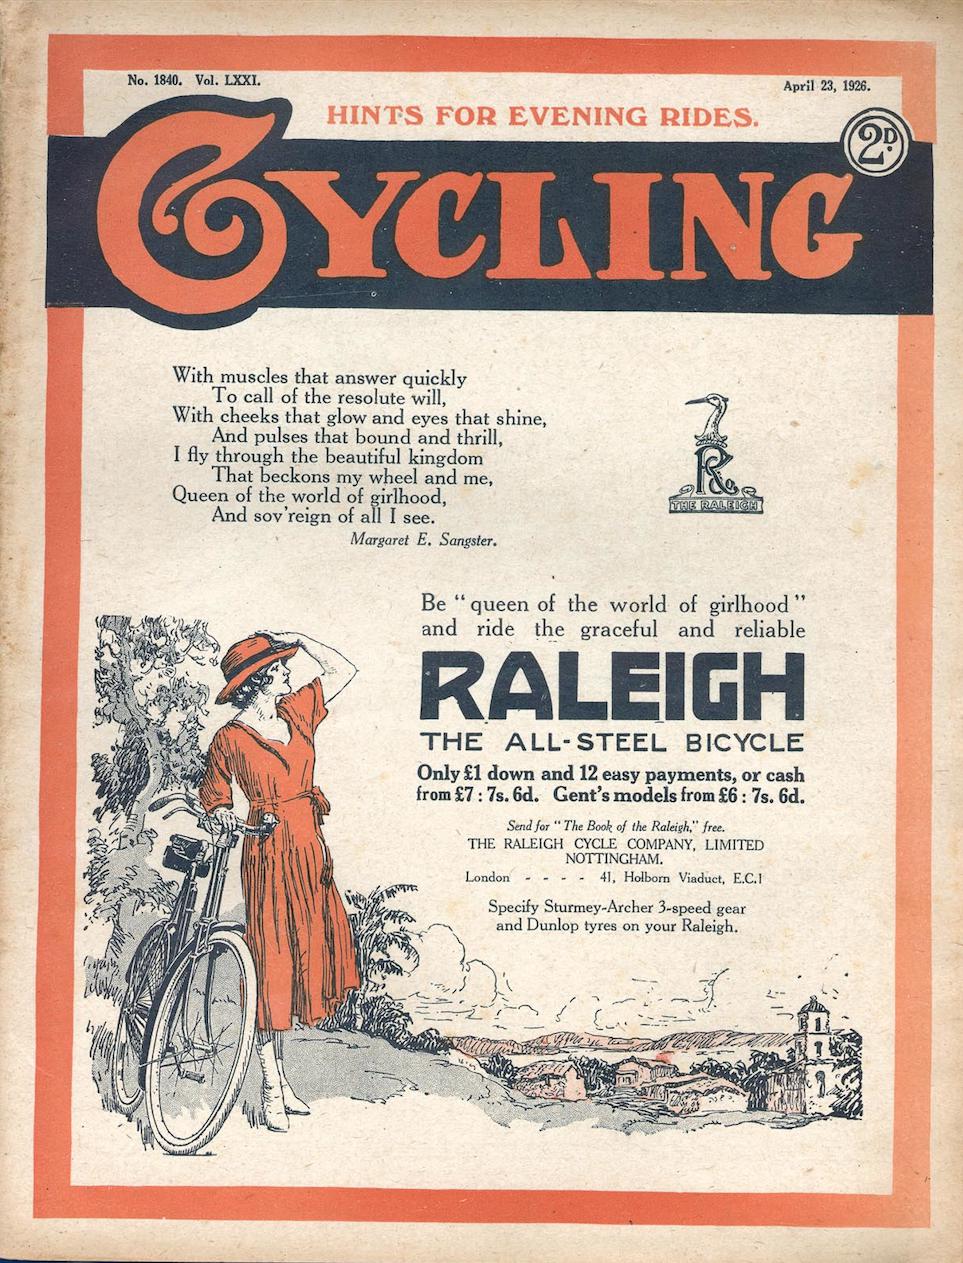 No. 1840. Vol. LXXI.
April 23, 1926.
HINTS FOR EVENING RIDES.
2D.
CYCLING
With muscles that answer quickly
To call of the resolute will,
With cheeks that glow and eyes that shine,
And pulses that bound and thrill,
I fly through the beautiful kingdom
That beckons my wheel and me,
Queen of the world of girlhood,
And sov'reign of all I see.
Margaret E. Sangster.
R Co.
THE RALEIGH
Be "queen of the world of girlhood"
and ride the graceful and reliable
RALEIGH
THE ALL-STEEL BICYCLE
Only £1 down and 12 easy payments, or cash
from £7 : 7s. 6d. Gent's models from £6 : 7s. 6d.
Send for "The Book of the Raleigh," free.
THE RALEIGH CYCLE COMPANY, LIMITED
NOTTINGHAM.
London - - - - 41, Holborn Viaduct, E.C.1
Specify Sturmey-Archer 3-speed gear
and Dunlop tyres on your Raleigh.